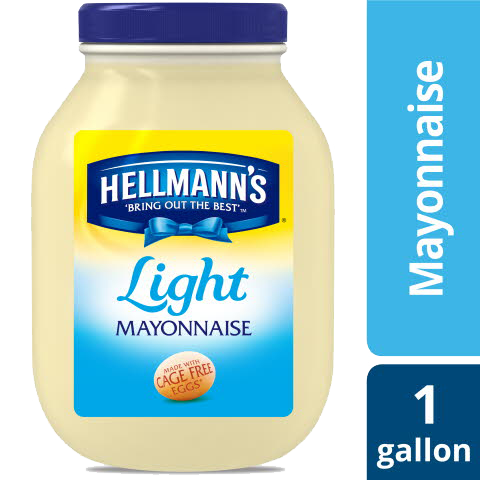 HELLMANN'S
'BRING OUT THE BEST'™
®
Light
MAYONNAISE
MADE WITH
CAGE FREE
EGGS*
Mayonnaise
1
gallon